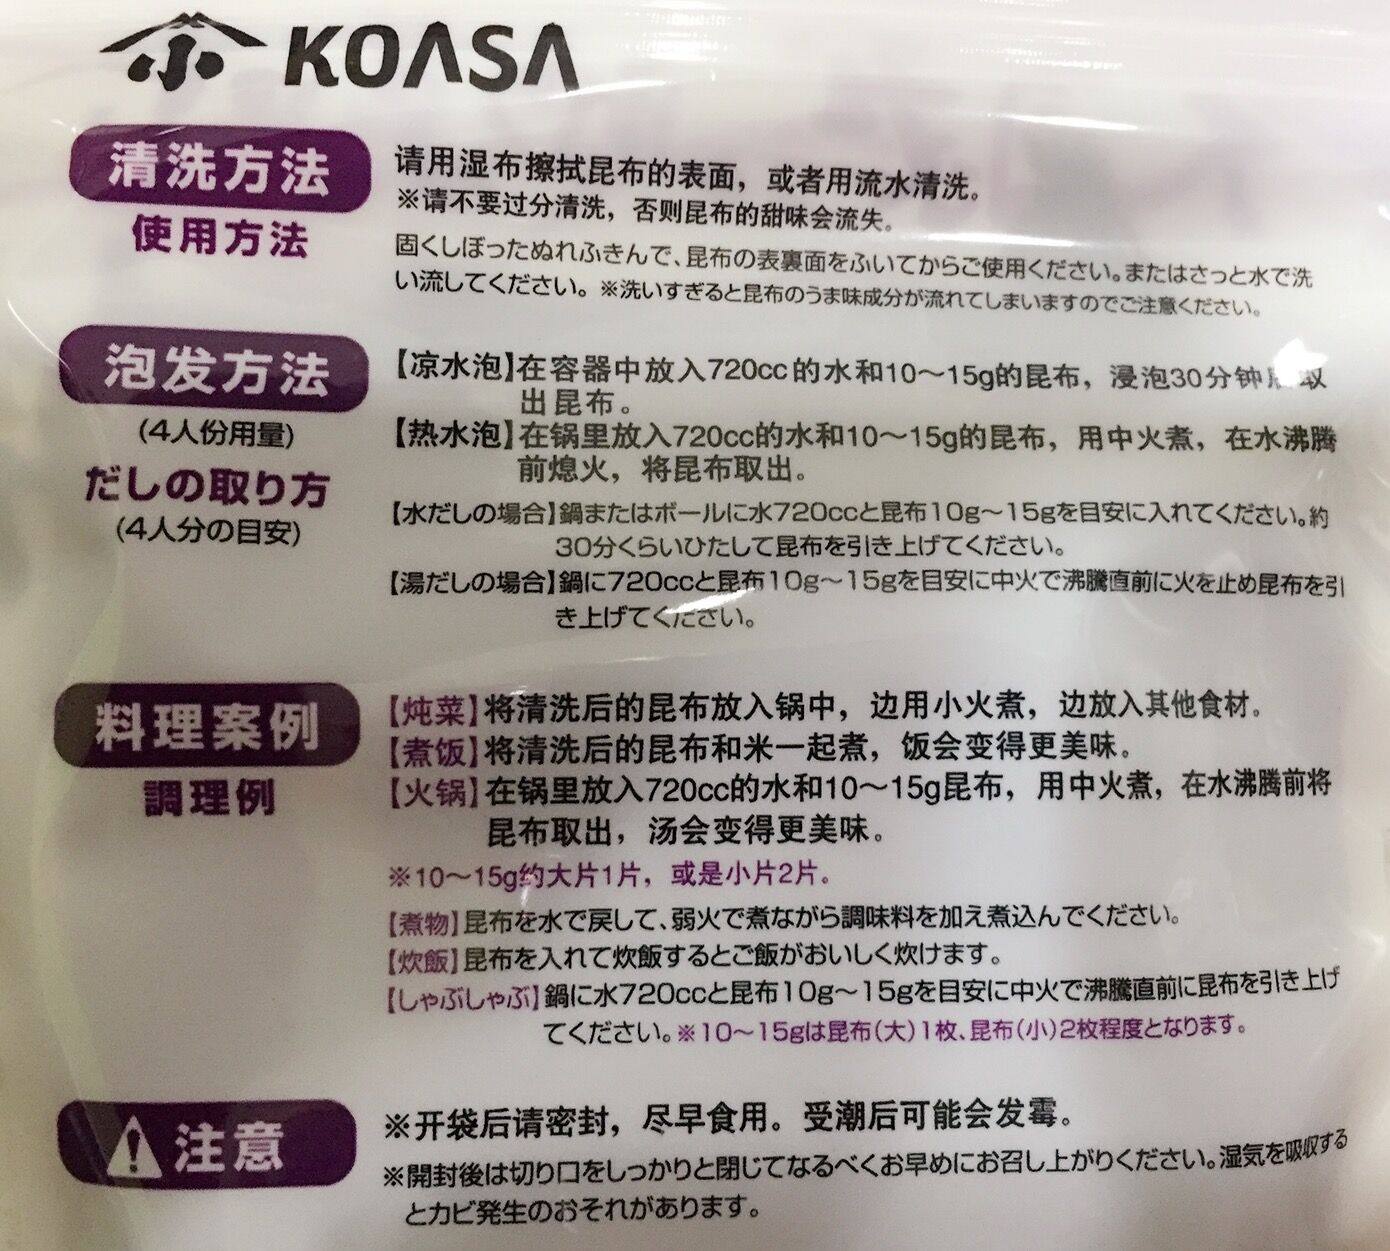 小 KOASA
清洗方法
使用方法
请用湿布擦拭昆布的表面，或者用流水清洗。
※请不要过分清洗，否则昆布的甜味会流失。
固くしぼったぬれふきんで、昆布の表裏面をふいてからご使用ください。またはさっと水で洗
い流してください。※洗いすぎると昆布のうま味成分が流れてしまいますのでご注意ください。
泡发方法
(4人份用量)
だしの取り方
(4人分の目安)
【凉水泡】在容器中放入720cc的水和10～15g的昆布，浸泡30分钟 取
出昆布。
【热水泡】在锅里放入720cc的水和10～15g的昆布，用中火煮，在水沸腾
前熄火，将昆布取出。
【水だしの場合】鍋またはボールに水720ccと昆布10g～15gを目安に入れてください。約
30分くらいひたして昆布を引き上げてください。
【湯だしの場合】鍋に720ccと昆布10g～15gを目安に中火で沸騰直前に火を止め昆布を引
き上げてください。
料理案例
調理例
【炖菜】将清洗后的昆布放入锅中，边用小火煮，边放入其他食材。
【煮饭】将清洗后的昆布和米一起煮，饭会变得更美味。
【火锅】在锅里放入720cc的水和10～15g昆布，用中火煮，在水沸腾前将
昆布取出，汤会变得更美味。
※10～15g约大片1片，或是小片2片。
【煮物】昆布を水で戻して、弱火で煮ながら調味料を加え煮込んでください。
【炊飯】昆布を入れて炊飯するとご飯がおいしく炊けます。
【しゃぶしゃぶ】鍋に水720ccと昆布10g～15gを目安に中火で沸騰直前に昆布を引き上げ
てください。※10～15gは昆布(大)1枚、昆布(小)2枚程度となります。
注意
※开袋后请密封，尽早食用。受潮后可能会发霉。
※開封後は切り口をしっかりと閉じてなるべくお早めにお召し上がりください。湿気を吸収する
とカビ発生のおそれがあります。